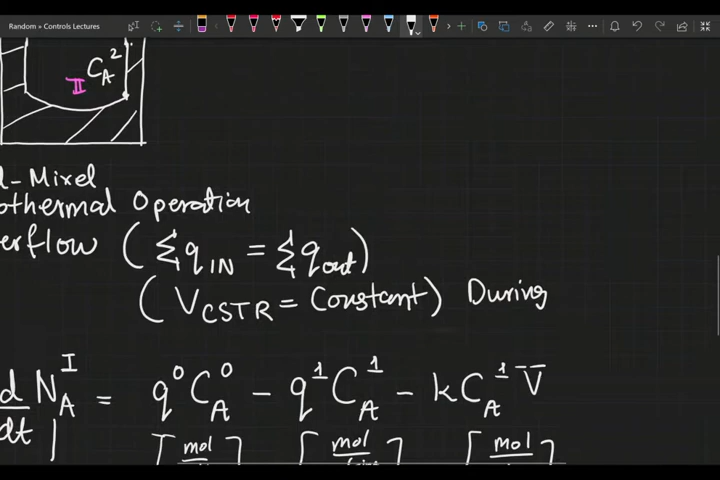 Random » Controls Lectures
II C_A^2
l-Mixel
othermal Operation
erflow (Σq_IN = Σq_out)
(V_CSTR = Constant) During
d/dt N_A^I = q^0 C_A^0 - q^1 C_A^1 - k C_A^1 V̅
[mol] [mol] [mol]